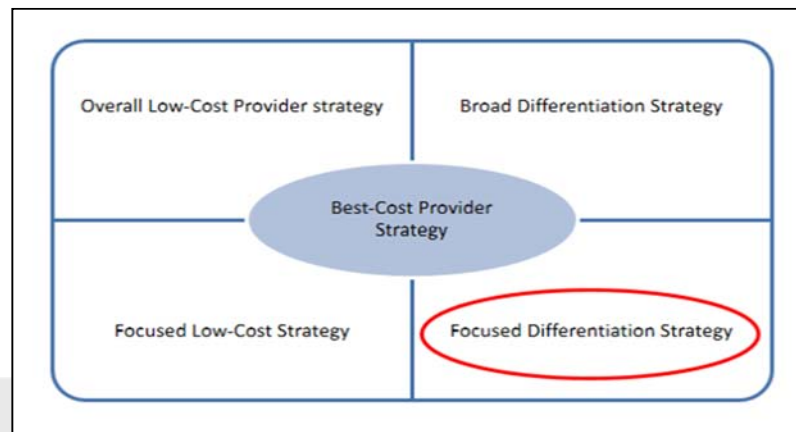 Overall Low-Cost Provider strategy
Broad Differentiation Strategy
Best-Cost Provider
Strategy
Focused Low-Cost Strategy
Focused Differentiation Strategy